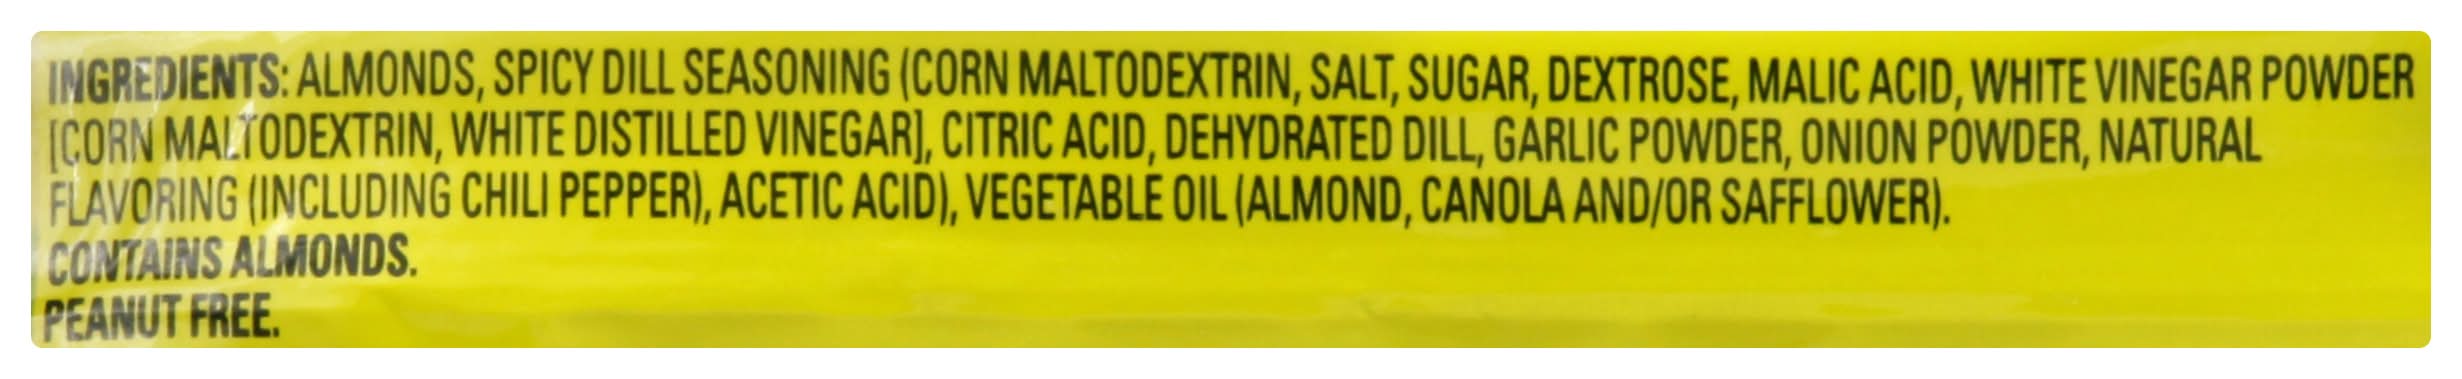 INGREDIENTS: ALMONDS, SPICY DILL SEASONING (CORN MALTODEXTRIN, SALT, SUGAR, DEXTROSE, MALIC ACID, WHITE VINEGAR POWDER
[CORN MALTODEXTRIN, WHITE DISTILLED VINEGAR], CITRIC ACID, DEHYDRATED DILL, GARLIC POWDER, ONION POWDER, NATURAL
FLAVORING (INCLUDING CHILI PEPPER), ACETIC ACID), VEGETABLE OIL (ALMOND, CANOLA AND/OR SAFFLOWER).
CONTAINS ALMONDS.
PEANUT FREE.